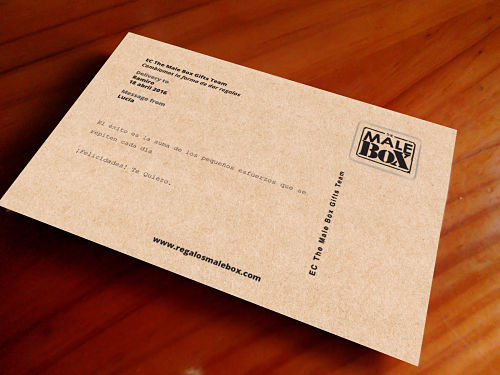 EC The Male Box Gifts Team
Cambiamos la forma de dar regalos
Delivery to
Ramiro
18 abril 2016
Message from
Lucía
El éxito es la suma de los pequeños esfuerzos que se
repiten cada día
¡Felicidades! Te Quiero.
www.regalosmalebox.com
THE
MALE
BOX
EC The Male Box Gifts Team